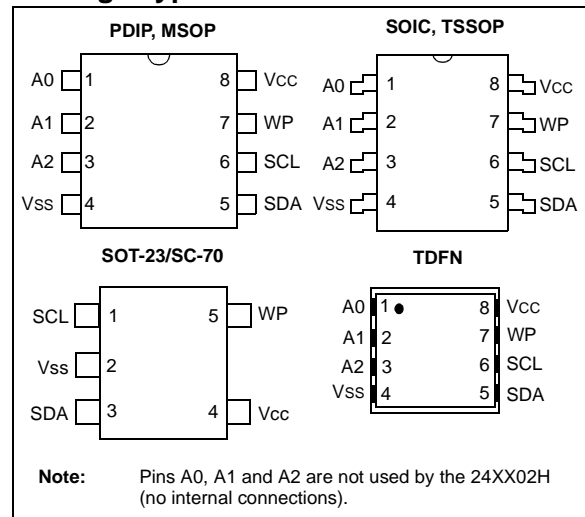 PDIP, MSOP
A0 1 8 VCC
A1 2 7 WP
A2 3 6 SCL
VSS 4 5 SDA
SOIC, TSSOP
A0 1 8 VCC
A1 2 7 WP
A2 3 6 SCL
VSS 4 5 SDA
SOT-23/SC-70
SCL 1 5 WP
Vss 2
SDA 3 4 Vcc
TDFN
A0 1 8 VCC
A1 2 7 WP
A2 3 6 SCL
VSS 4 5 SDA
Note: Pins A0, A1 and A2 are not used by the 24XX02H
(no internal connections).